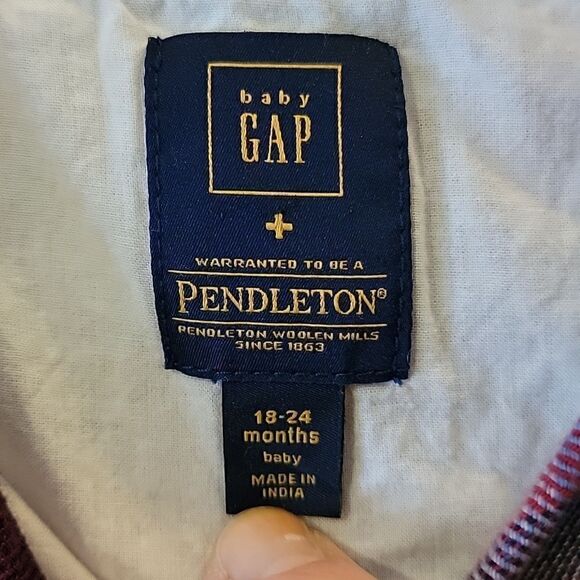 baby
GAP
+
WARRANTED TO BE A
PENDLETON®
PENDLETON WOOLEN MILLS
SINCE 1863
18-24
months
baby
MADE IN
INDIA